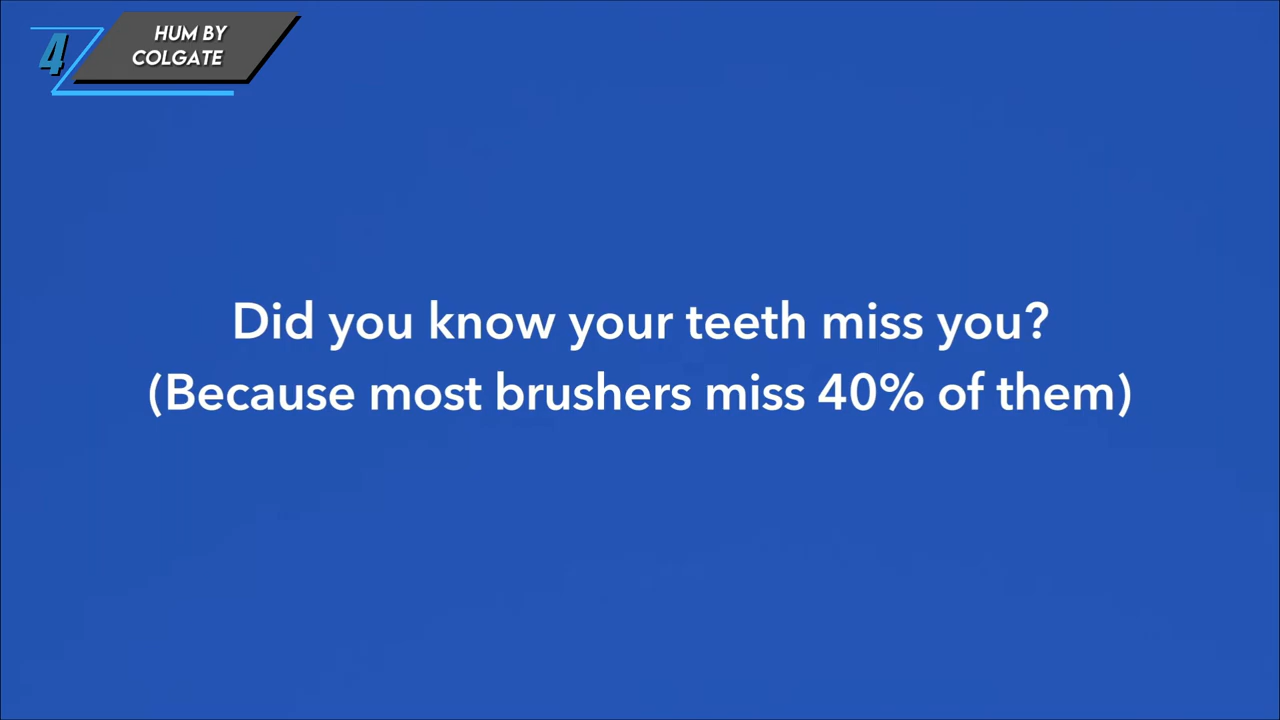 4
HUM BY
COLGATE
Did you know your teeth miss you?
(Because most brushers miss 40% of them)